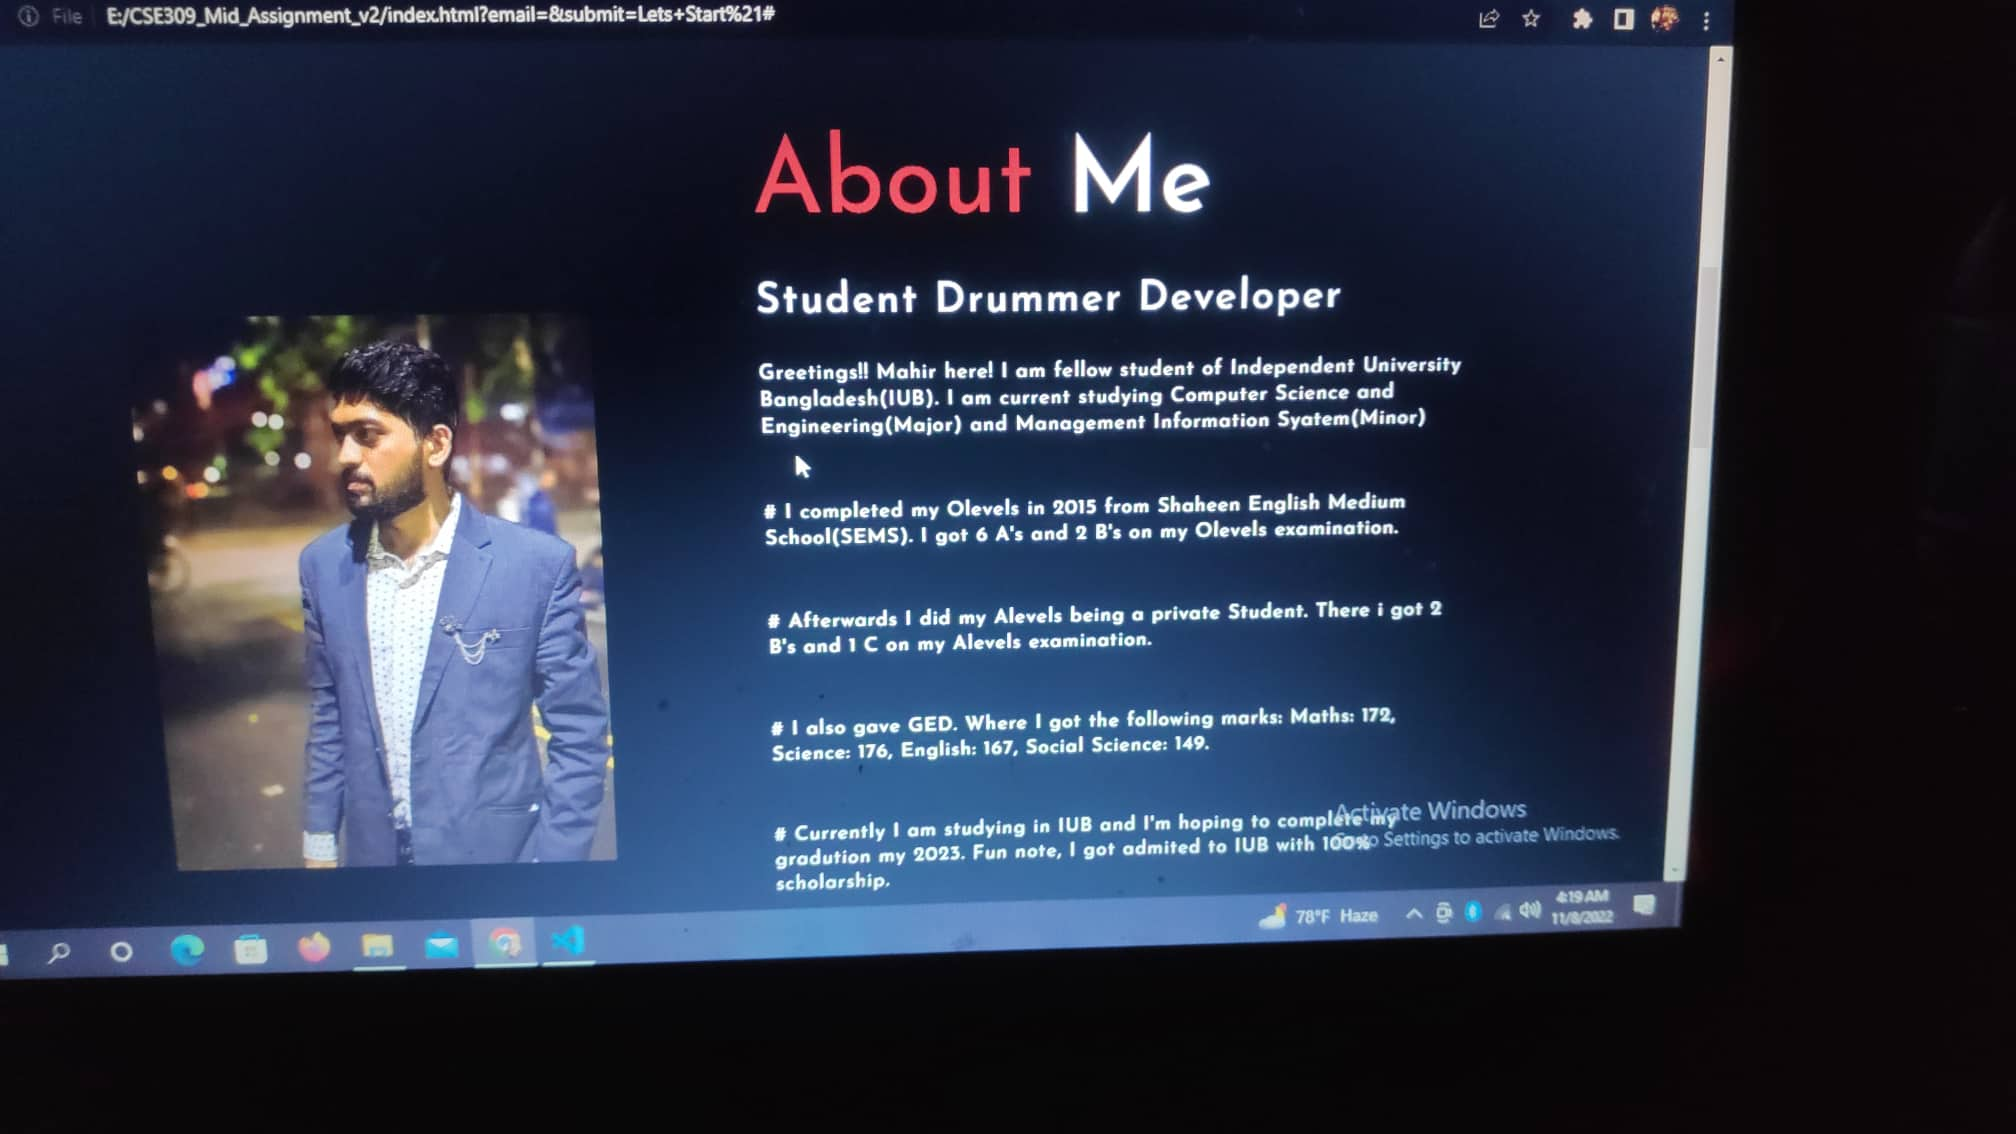 File E:/CSE309_Mid_Assignment_v2/index.html?email=&submit=Lets+Start%21#
About Me
Student Drummer Developer
Greetings!! Mahir here! I am fellow student of Independent University
Bangladesh(IUB). I am current studying Computer Science and
Engineering(Major) and Management Information Syatem(Minor)
# I completed my Olevels in 2015 from Shaheen English Medium
School(SEMS). I got 6 A's and 2 B's on my Olevels examination.
# Afterwards I did my Alevels being a private Student. There i got 2
B's and 1 C on my Alevels examination.
# I also gave GED. Where I got the following marks: Maths: 172,
Science: 176, English: 167, Social Science: 149.
# Currently I am studying in IUB and I'm hoping to complete my
gradution my 2023. Fun note, I got admited to IUB with 100%
scholarship.
Activate Windows
Go to Settings to activate Windows.
78°F Haze
4:19 AM
11/8/2022